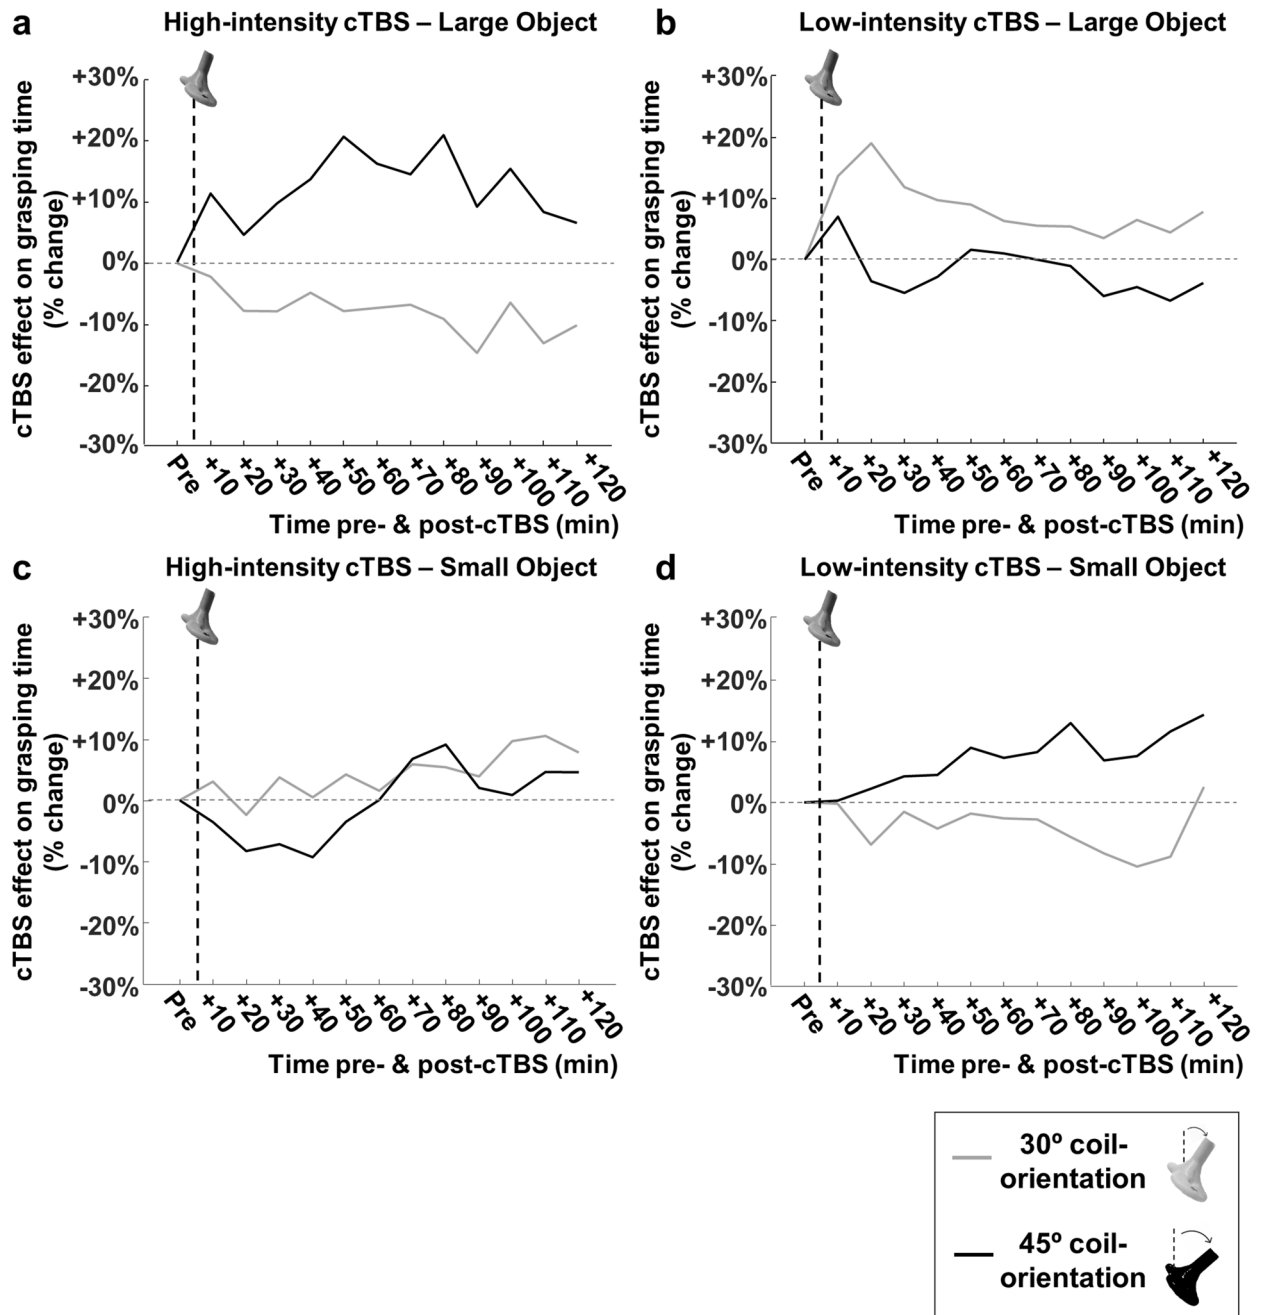 a
High-intensity cTBS – Large Object
cTBS effect on grasping time
(% change)
+30%
+20%
+10%
0%
-10%
-20%
-30%
Pre
+10
+20
+30
+40
+50
+60
+70
+80
+90
+100
+110
+120
Time pre- & post-cTBS (min)
b
Low-intensity cTBS – Large Object
cTBS effect on grasping time
(% change)
+30%
+20%
+10%
0%
-10%
-20%
-30%
Pre
+10
+20
+30
+40
+50
+60
+70
+80
+90
+100
+110
+120
Time pre- & post-cTBS (min)
c
High-intensity cTBS – Small Object
cTBS effect on grasping time
(% change)
+30%
+20%
+10%
0%
-10%
-20%
-30%
Pre
+10
+20
+30
+40
+50
+60
+70
+80
+90
+100
+110
+120
Time pre- & post-cTBS (min)
d
Low-intensity cTBS – Small Object
cTBS effect on grasping time
(% change)
+30%
+20%
+10%
0%
-10%
-20%
-30%
Pre
+10
+20
+30
+40
+50
+60
+70
+80
+90
+100
+110
+120
Time pre- & post-cTBS (min)
30º coil-
orientation
45º coil-
orientation